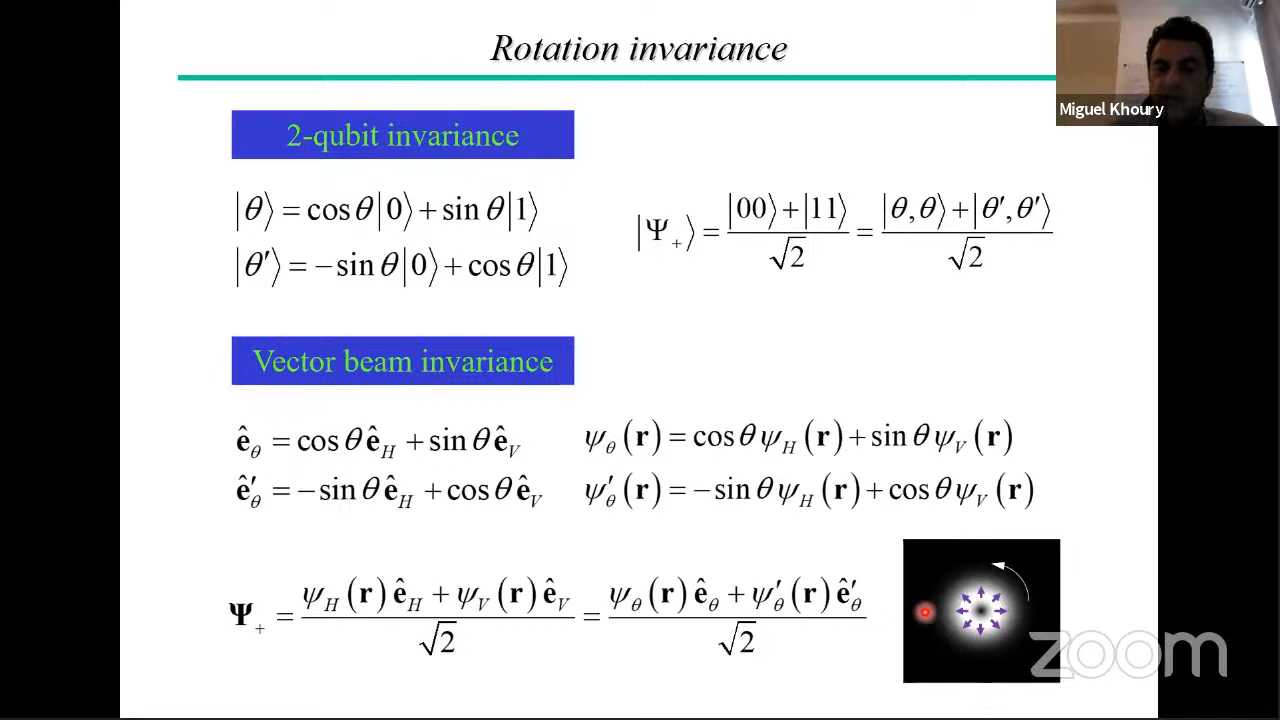 Rotation invariance
Miguel Khoury
2-qubit invariance
|θ⟩ = cos θ|0⟩ + sin θ|1⟩
|θ′⟩ = −sin θ|0⟩ + cos θ|1⟩
|Ψ₊⟩ = (|00⟩ + |11⟩)/√2 = (|θ,θ⟩ + |θ′,θ′⟩)/√2
Vector beam invariance
ê_θ = cos θ ê_H + sin θ ê_V
ê′_θ = −sin θ ê_H + cos θ ê_V
ψ_θ(r) = cos θ ψ_H(r) + sin θ ψ_V(r)
ψ′_θ(r) = −sin θ ψ_H(r) + cos θ ψ_V(r)
Ψ₊ = (ψ_H(r) ê_H + ψ_V(r) ê_V)/√2 = (ψ_θ(r) ê_θ + ψ′_θ(r) ê′_θ)/√2
zoom